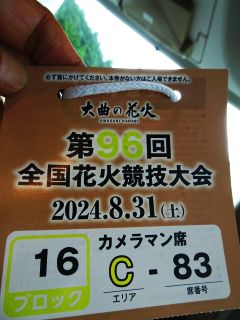 必ず首にかけてください。本券がない方はご入場できません。
大曲の花火
OMAGARI HANABI
第96回
全国花火競技大会
2024.8.31(土)
16
ブロック
カメラマン席
C - 83
エリア 席番号